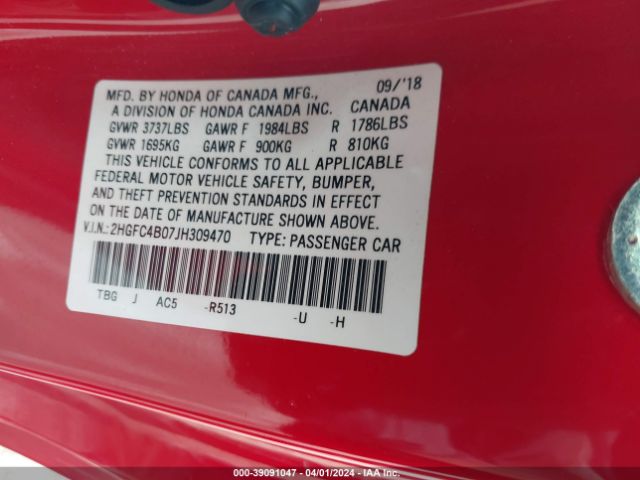 MFD. BY HONDA OF CANADA MFG., 09/'18
A DIVISION OF HONDA CANADA INC. CANADA
GVWR 3737LBS GAWR F 1984LBS R 1786LBS
GVWR 1695KG GAWR F 900KG R 810KG
THIS VEHICLE CONFORMS TO ALL APPLICABLE
FEDERAL MOTOR VEHICLE SAFETY, BUMPER,
AND THEFT PREVENTION STANDARDS IN EFFECT
ON THE DATE OF MANUFACTURE SHOWN ABOVE.
V.I.N.: 2HGFC4B07JH309470 TYPE: PASSENGER CAR
TBG J AC5 -R513 -U -H
000-39091047 - 04/01/2024 - IAA Inc.